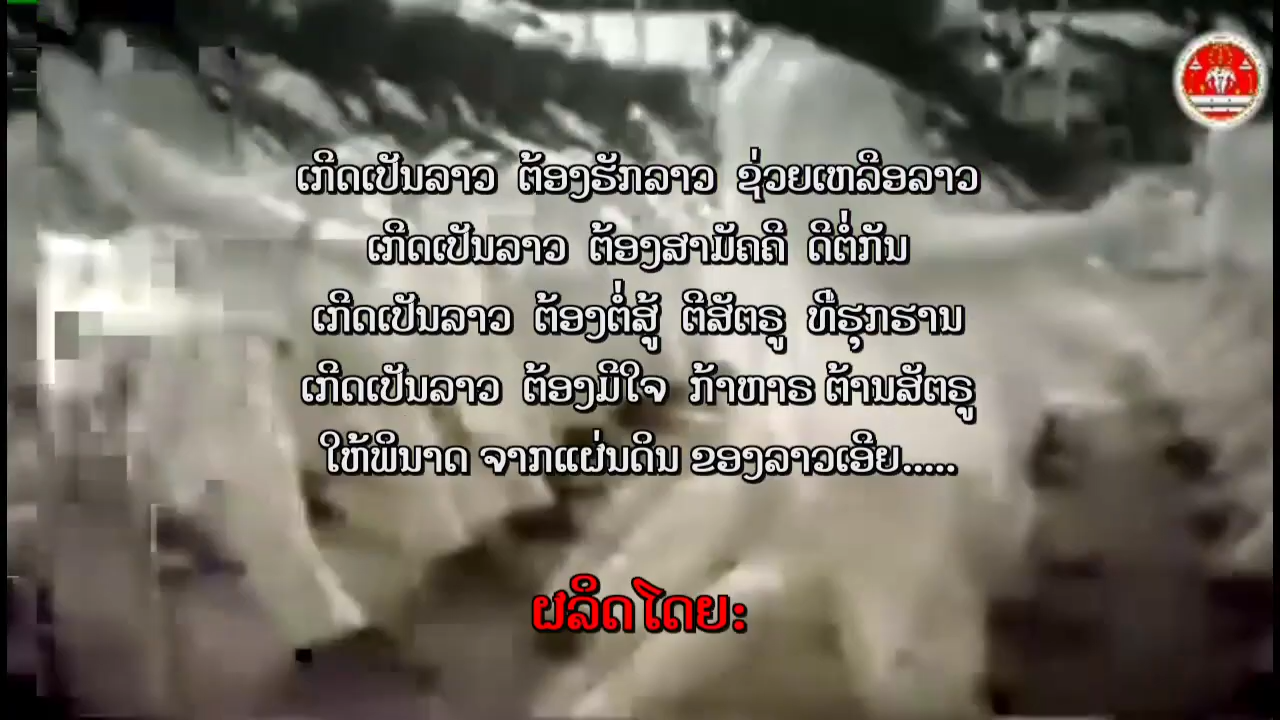 ເກີດເປັນລາວ ຕ້ອງຮັກລາວ ຊ່ວຍເຫລືອລາວ
ເກີດເປັນລາວ ຕ້ອງສາມັຄຄີ ດີຕໍ່ກັນ
ເກີດເປັນລາວ ຕ້ອງຕໍ່ສູ້ ຕີສັຕຣູ ທີ່ຮຸກຮານ
ເກີດເປັນລາວ ຕ້ອງມີໃຈ ກ້າຫາຣ ຕ້ານສັຕຣູ
ໃຫ້ພິນາດ ຈາກແຜ່ນດິນ ຂອງລາວເອີຍ.....
ຜລິດໂດຍ: